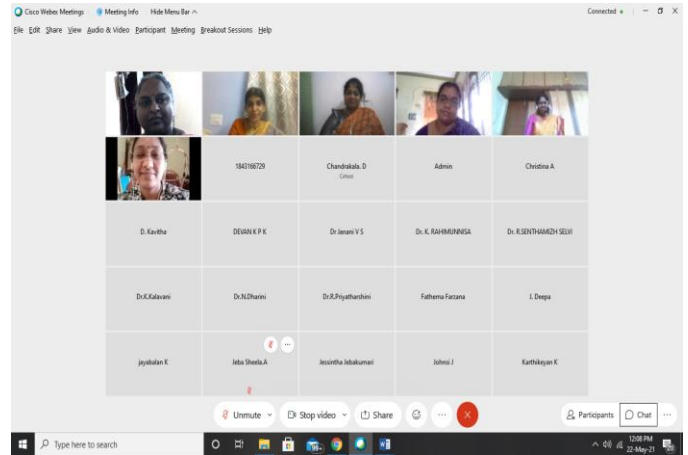 Cisco Webex Meetings Meeting Info Hide Menu Bar Connected
File Edit Share View Audio & Video Participant Meeting Breakout Sessions Help
1843166729 Chandrakala. D Admin Christina A
Cohost
D. Kavitha DEVAN K P K Dr Janani V S Dr. K. RAHIMUNNISA Dr. R.SENTHAMIZH SELVI
Dr.K.Kalavani Dr.N.Dharini Dr.R.Priyatharshini Fathema Farzana J. Deepa
jayabalan K Jeba Sheela.A Jessintha Jebakumari Johnsi J Karthikeyan K
Unmute Stop video Share Participants Chat
Type here to search 99+ 12:08 PM
22-May-21